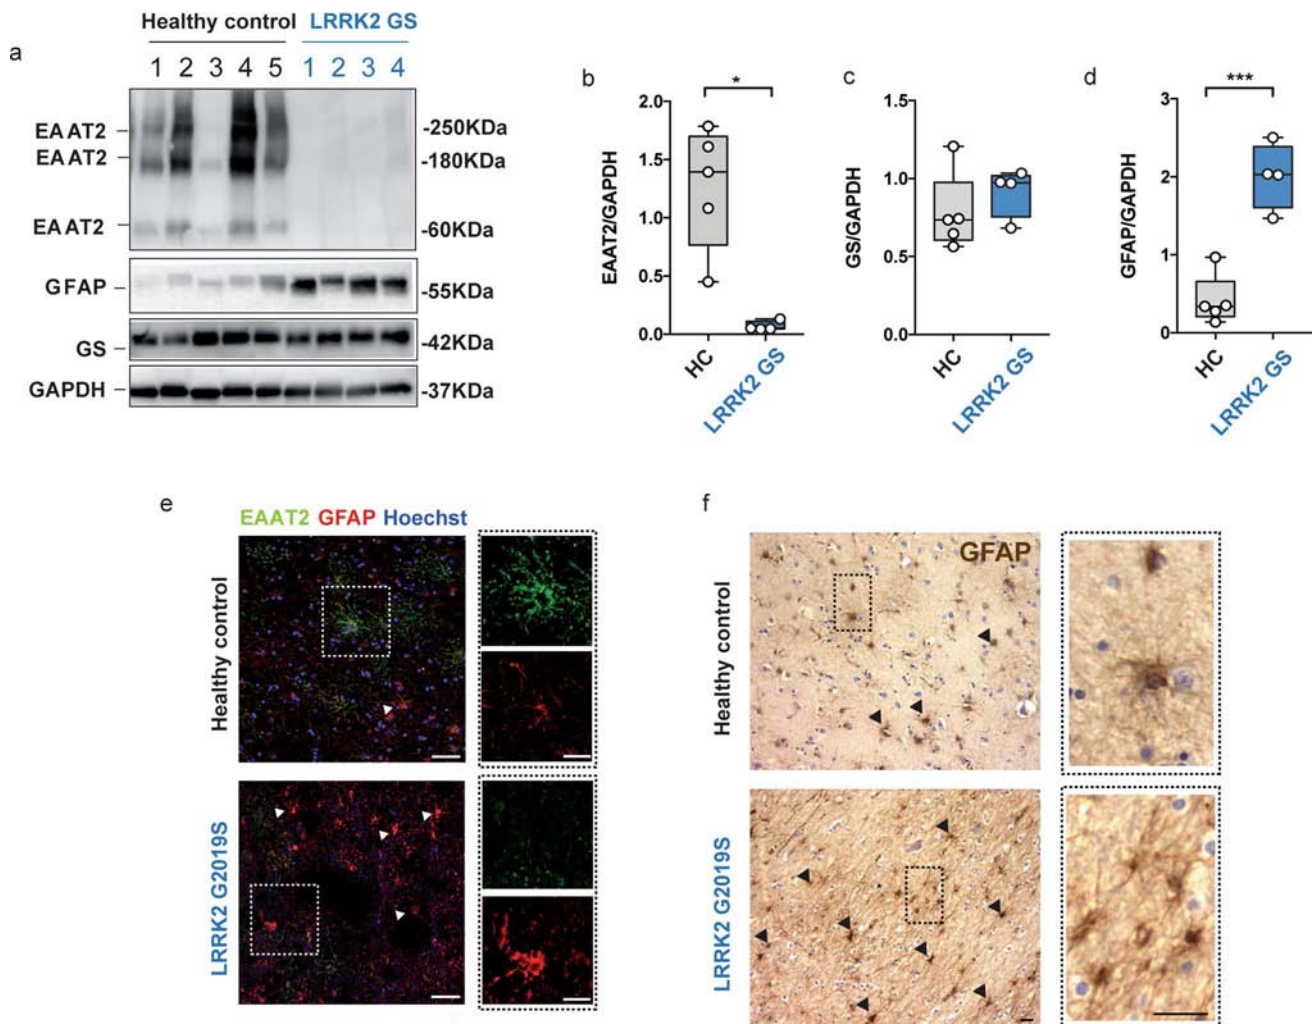 a
Healthy control LRRK2 GS
1 2 3 4 5 1 2 3 4
EAAT2 – -250KDa
EAAT2 – -180KDa
EAAT2 – -60KDa
GFAP – -55KDa
GS – -42KDa
GAPDH – -37KDa
b
*
EAAT2/GAPDH
2.0
1.5
1.0
0.5
0.0
HC
LRRK2 GS
c
GS/GAPDH
1.5
1.0
0.5
0.0
HC
LRRK2 GS
d
***
GFAP/GAPDH
3
2
1
0
HC
LRRK2 GS
e
EAAT2 GFAP Hoechst
Healthy control
LRRK2 G2019S
f
GFAP
Healthy control
LRRK2 G2019S